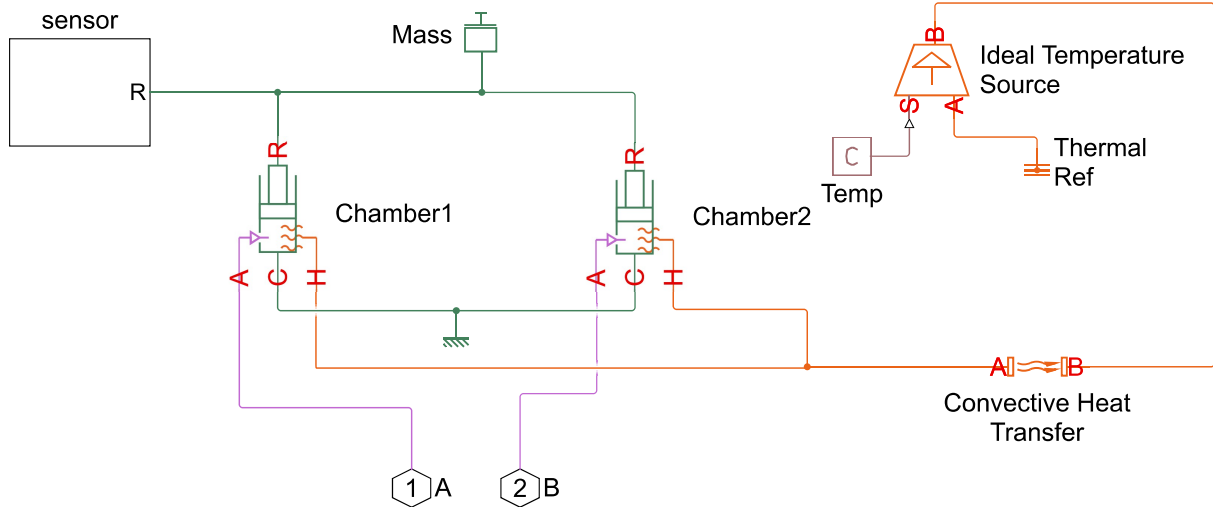 sensor
R
Mass
B
Ideal Temperature
Source
S
A
C
Temp
Thermal
Ref
R
R
Chamber1
Chamber2
A
C
H
A
C
H
A
B
Convective Heat
Transfer
1
A
2
B